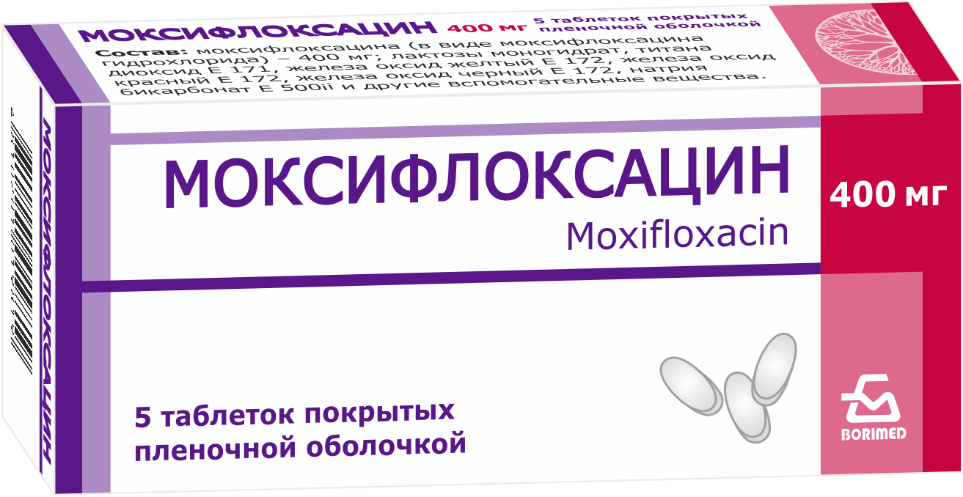 МОКСИФЛОКСАЦИН 400 мг 5 таблеток покрытых
пленочной оболочкой
Состав: моксифлоксацина (в виде моксифлоксацина
гидрохлорида) – 400 мг; лактозы моногидрат, титана
диоксид Е 171, железа оксид желтый Е 172, железа оксид
красный Е 172, железа оксид черный Е 172, натрия
бикарбонат Е 500ii и другие вспомогательные вещества.
МОКСИФЛОКСАЦИН
МОКСИФЛОКСАЦИН
400 мг
Moxifloxacin
5 таблеток покрытых
пленочной оболочкой
BORIMED